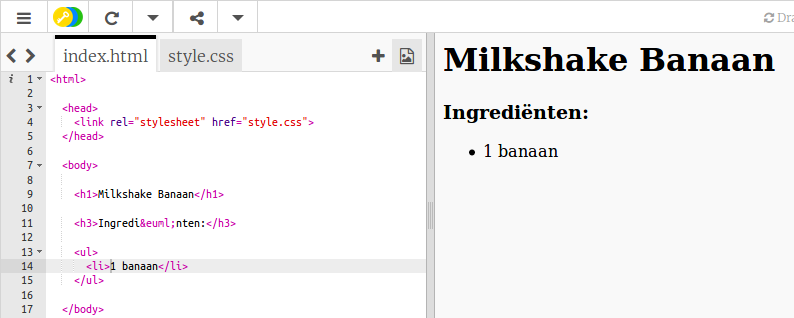 Dra
index.html
style.css
i
1 <html>
2
3 <head>
4 <link rel="stylesheet" href="style.css">
5 </head>
6
7 <body>
8
9 <h1>Milkshake Banaan</h1>
10
11 <h3>Ingredi&euml;nten:</h3>
12
13 <ul>
14 <li>1 banaan</li>
15 </ul>
16
17 </body>
Milkshake Banaan
Ingrediënten:
• 1 banaan